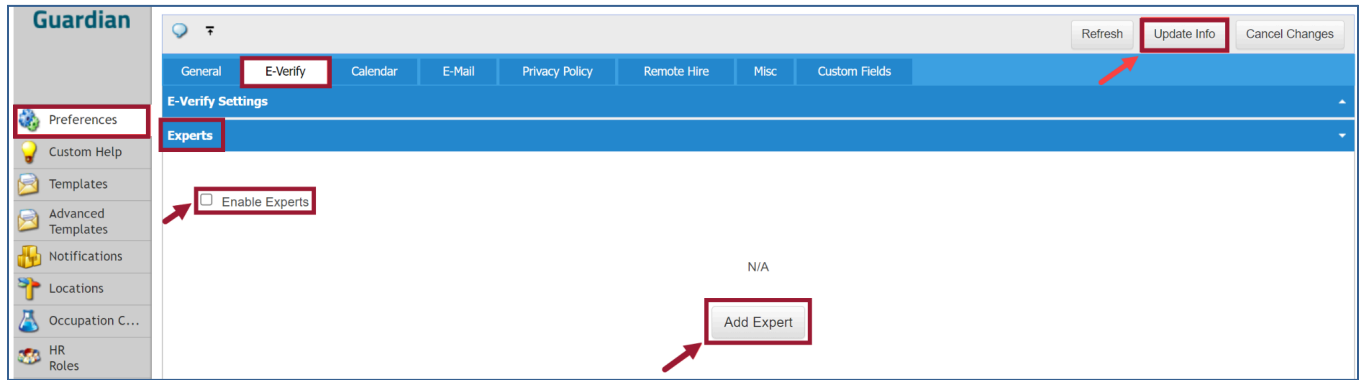 Guardian
Refresh
Update Info
Cancel Changes
General
E-Verify
Calendar
E-Mail
Privacy Policy
Remote Hire
Misc
Custom Fields
E-Verify Settings
Preferences
Experts
Custom Help
Templates
Enable Experts
Advanced
Templates
Notifications
N/A
Locations
Add Expert
Occupation C...
HR
Roles